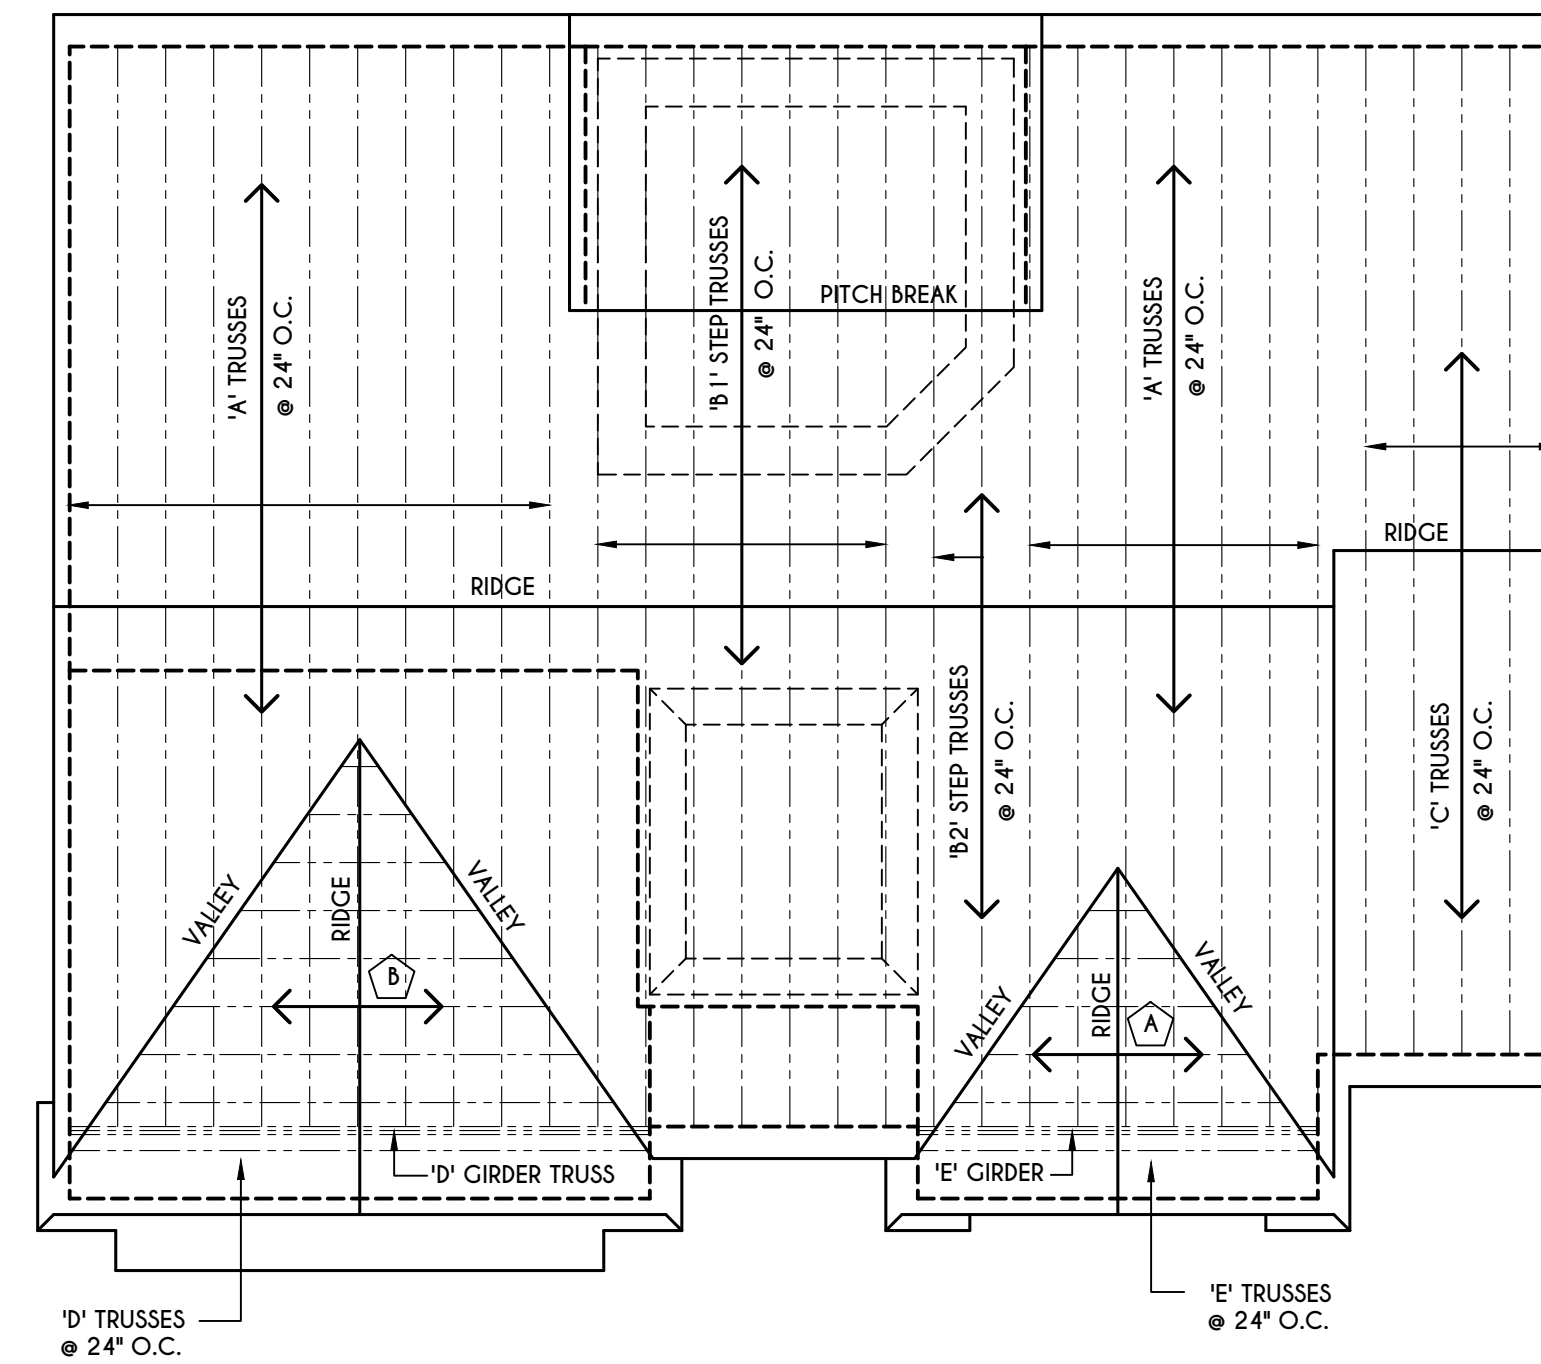 'A' TRUSSES
@ 24" O.C.
'B1' STEP TRUSSES
@ 24" O.C.
PITCH BREAK
'A' TRUSSES
@ 24" O.C.
RIDGE
RIDGE
'B2' STEP TRUSSES
@ 24" O.C.
'C' TRUSSES
@ 24" O.C.
VALLEY
RIDGE
VALLEY
B
VALLEY
RIDGE
VALLEY
A
'D' GIRDER TRUSS
'E' GIRDER
'D' TRUSSES
@ 24" O.C.
'E' TRUSSES
@ 24" O.C.